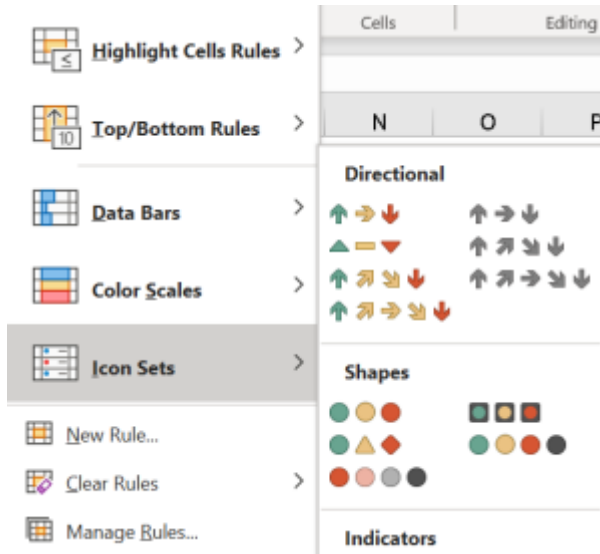 Cells
Editing
Highlight Cells Rules
≤
Top/Bottom Rules
10
N
O
P
Directional
Data Bars
Color Scales
Icon Sets
Shapes
New Rule...
Clear Rules
Manage Rules...
Indicators